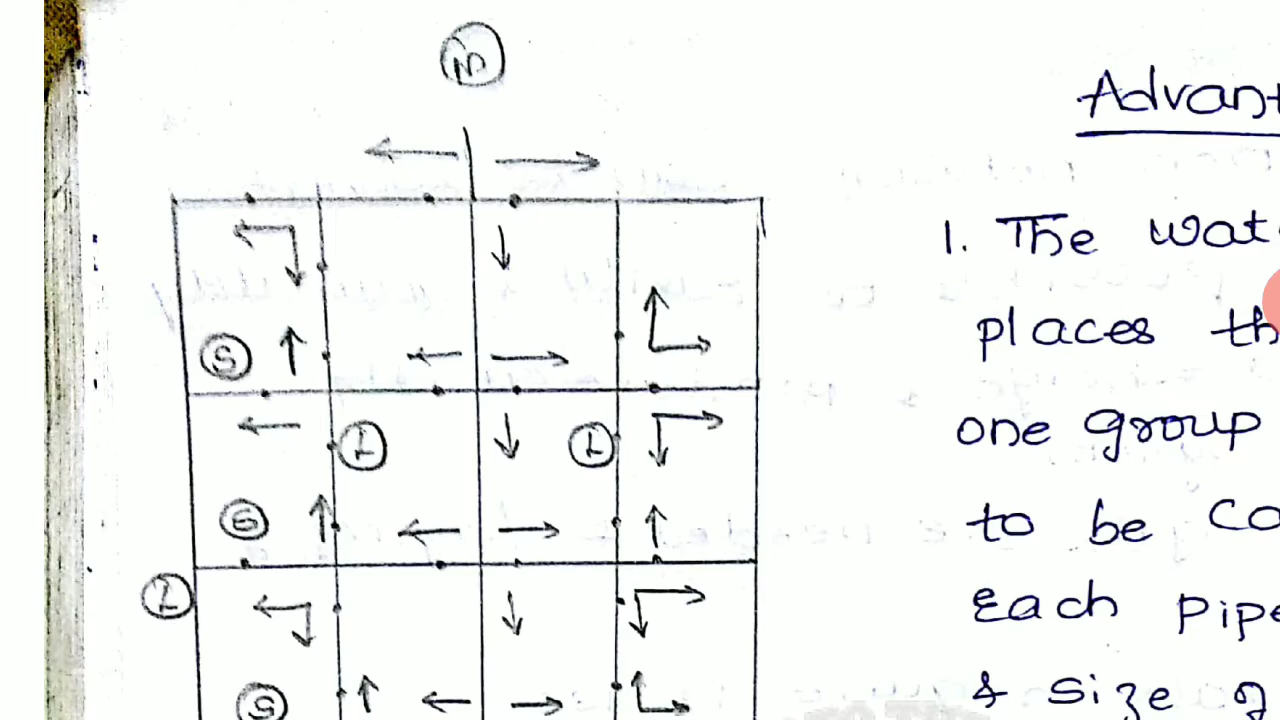 m
Advant
1. The wat
places th
S
one group
L
L
S
to be Co
L
Each pipe
S
& size of